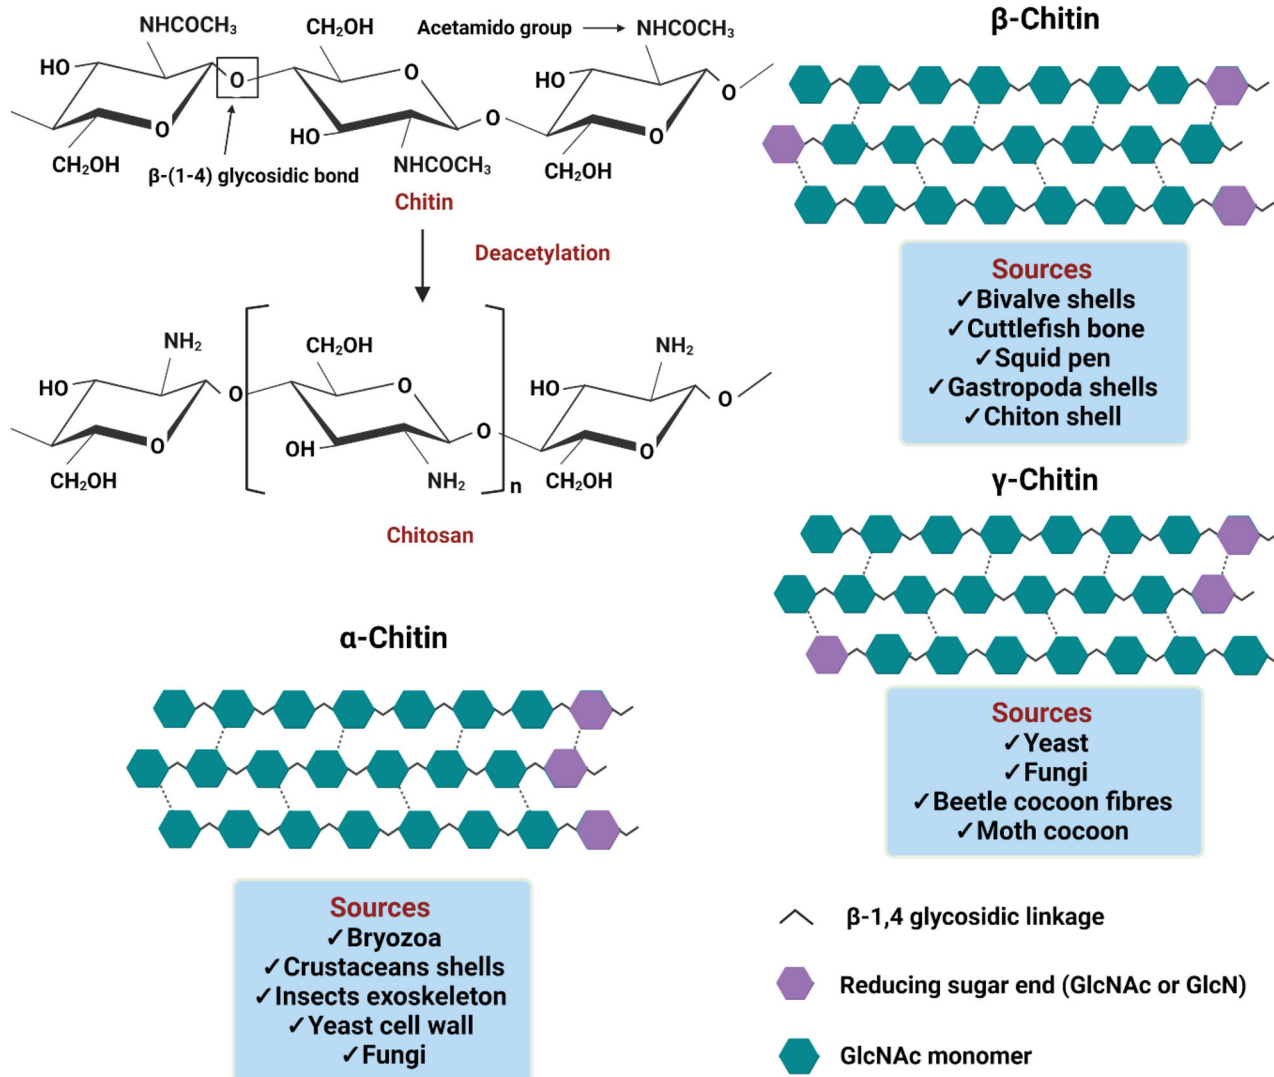 NHCOCH₃
CH₂OH
Acetamido group
NHCOCH₃
HO
O
O
O
HO
O
O
HO
O
O
CH₂OH
NHCOCH₃
CH₂OH
β-(1-4) glycosidic bond
Chitin
Deacetylation
NH₂
CH₂OH
NH₂
HO
O
O
HO
O
O
OH
O
O
CH₂OH
NH₂
n
CH₂OH
Chitosan
β-Chitin
Sources
✓Bivalve shells
✓Cuttlefish bone
✓Squid pen
✓Gastropoda shells
✓Chiton shell
γ-Chitin
Sources
✓Yeast
✓Fungi
✓Beetle cocoon fibres
✓Moth cocoon
α-Chitin
Sources
✓Bryozoa
✓Crustaceans shells
✓Insects exoskeleton
✓Yeast cell wall
✓Fungi
β-1,4 glycosidic linkage
Reducing sugar end (GlcNAc or GlcN)
GlcNAc monomer